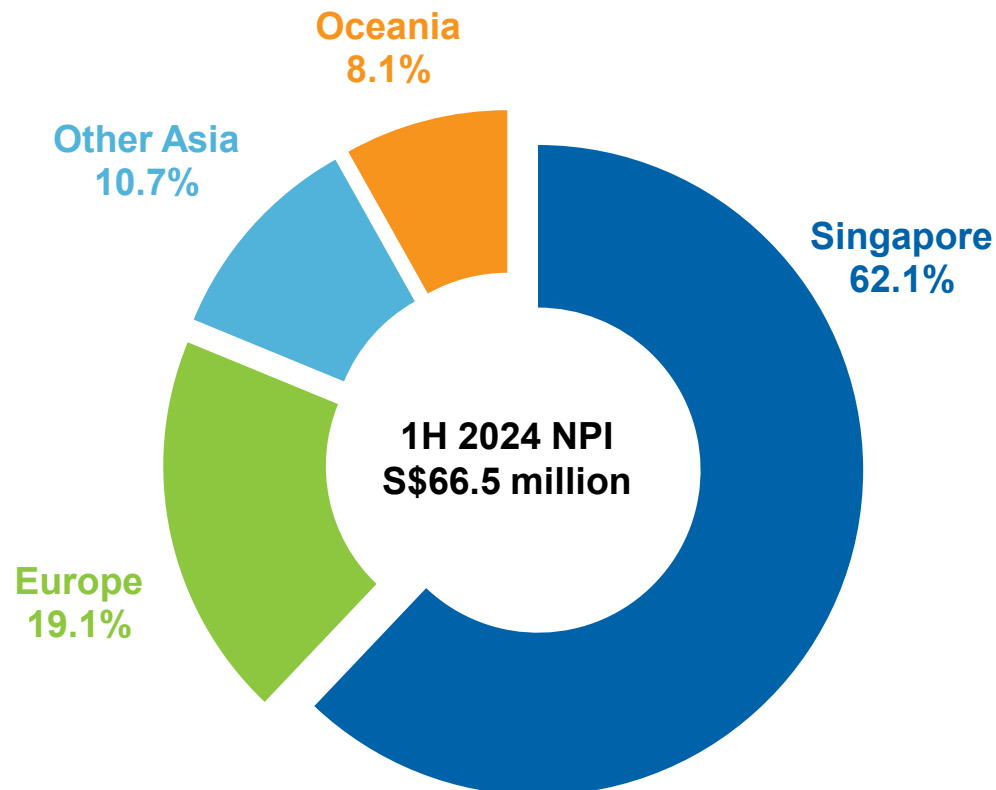 Oceania
8.1%
Other Asia
10.7%
Singapore
62.1%
1H 2024 NPI
S$66.5 million
Europe
19.1%